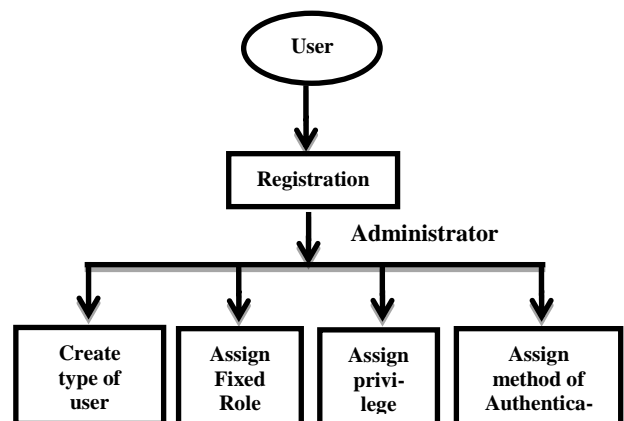 User
Registration
Administrator
Create
type of
user
Assign
Fixed
Role
Assign
privi-
lege
Assign
method of
Authentica-